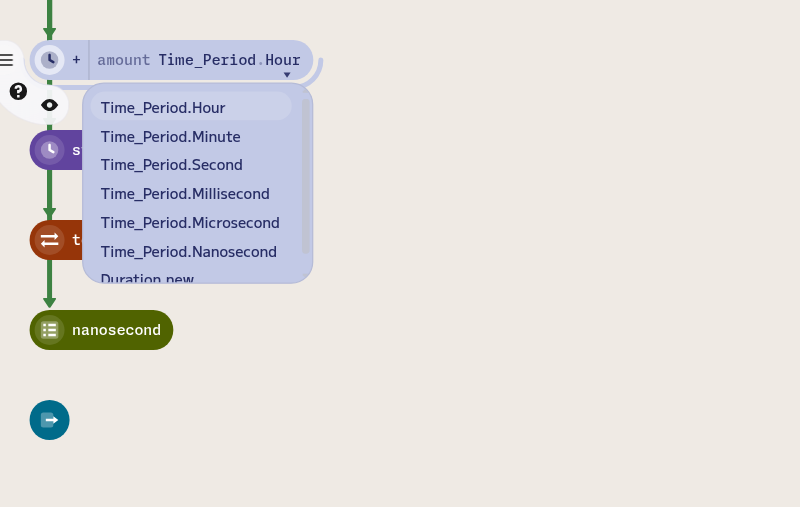 + amount Time_Period.Hour
Time_Period.Hour
Time_Period.Minute
Time_Period.Second
Time_Period.Millisecond
Time_Period.Microsecond
Time_Period.Nanosecond
Duration.new
nanosecond